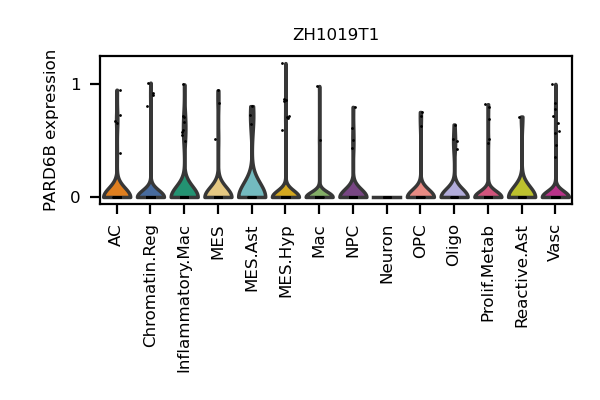 ZH1019T1
PARD6B expression
1
0
AC
Chromatin.Reg
Inflammatory.Mac
MES
MES.Ast
MES.Hyp
Mac
NPC
Neuron
OPC
Oligo
Prolif.Metab
Reactive.Ast
Vasc